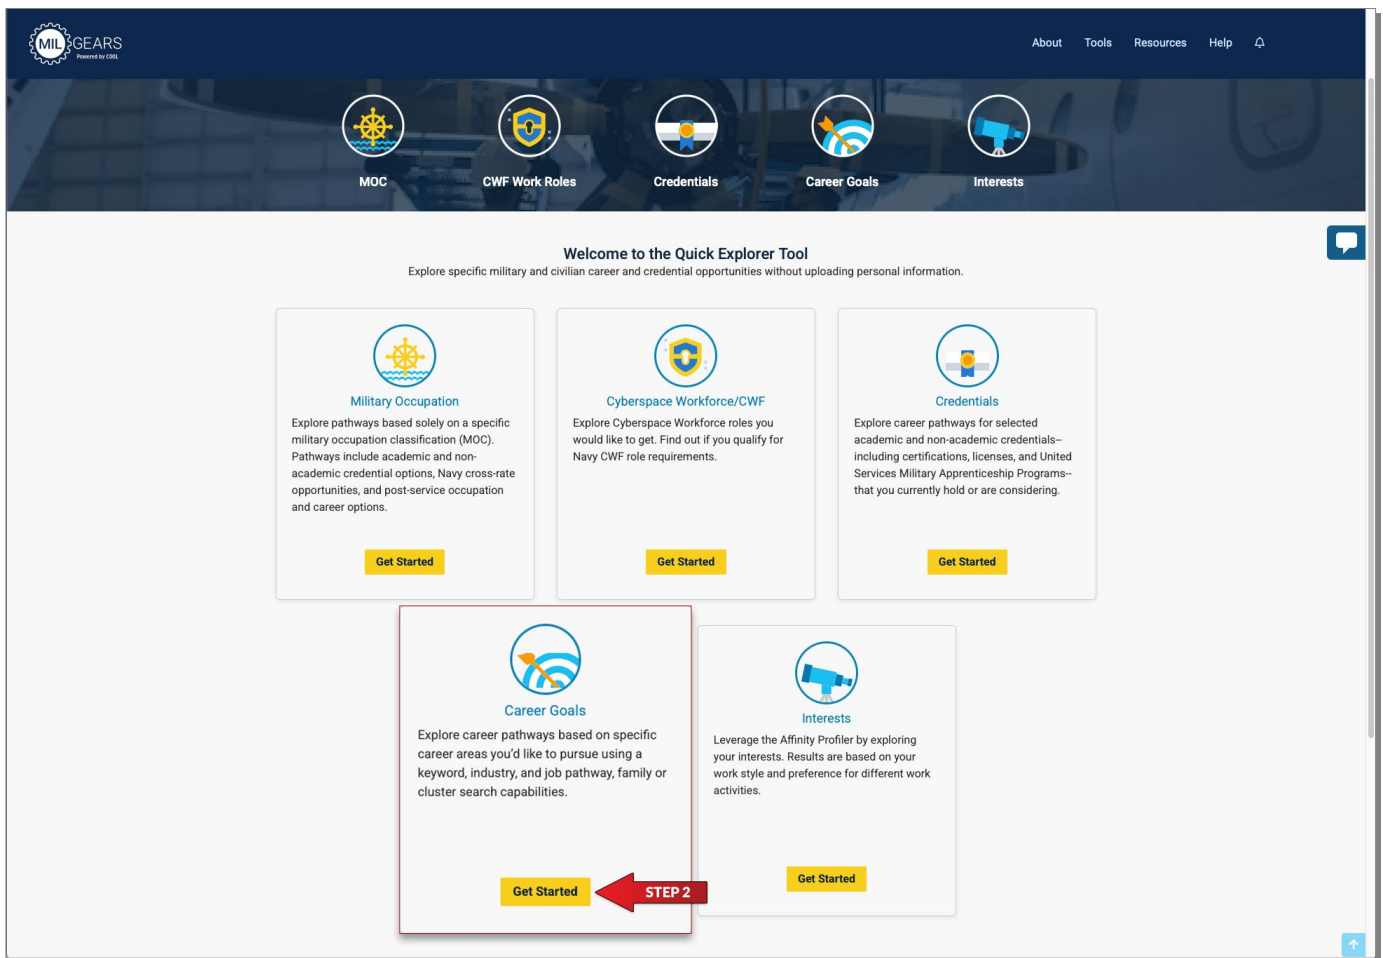 MIL GEARS
Powered by COOL
About Tools Resources Help
MOC CWF Work Roles Credentials Career Goals Interests
Welcome to the Quick Explorer Tool
Explore specific military and civilian career and credential opportunities without uploading personal information.
Military Occupation
Explore pathways based solely on a specific
military occupation classification (MOC).
Pathways include academic and non-
academic credential options, Navy cross-rate
opportunities, and post-service occupation
and career options.
Get Started
Cyberspace Workforce/CWF
Explore Cyberspace Workforce roles you
would like to get. Find out if you qualify for
Navy CWF role requirements.
Get Started
Credentials
Explore career pathways for selected
academic and non-academic credentials–
including certifications, licenses, and United
Services Military Apprenticeship Programs–
that you currently hold or are considering.
Get Started
Career Goals
Explore career pathways based on specific
career areas you'd like to pursue using a
keyword, industry, and job pathway, family or
cluster search capabilities.
Get Started
STEP 2
Interests
Leverage the Affinity Profiler by exploring
your interests. Results are based on your
work style and preference for different work
activities.
Get Started